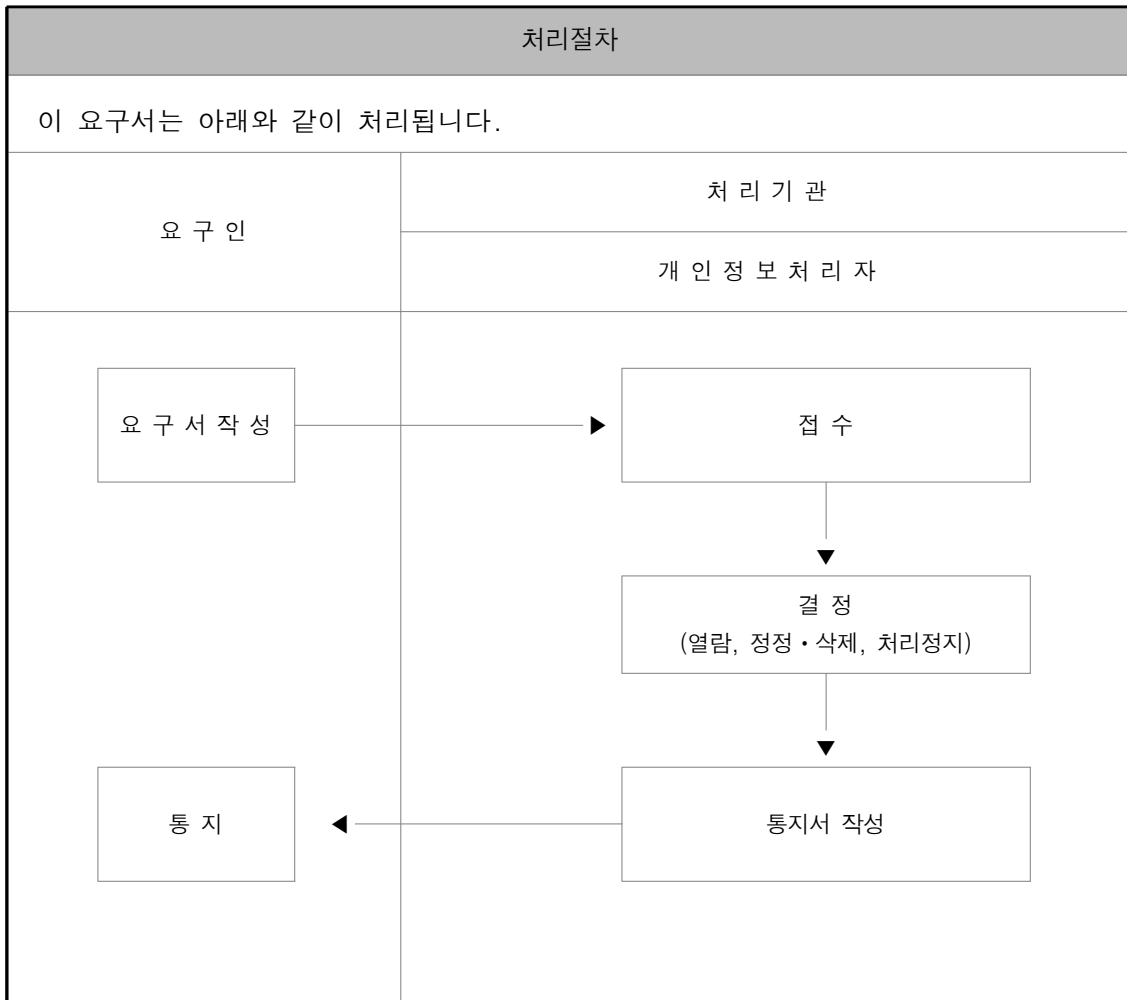 처리절차
이 요구서는 아래와 같이 처리됩니다.
요 구 인
처 리 기 관
개 인 정 보 처 리 자
요 구 서 작 성
접 수
결 정
(열람, 정정・삭제, 처리정지)
통 지
통지서 작성